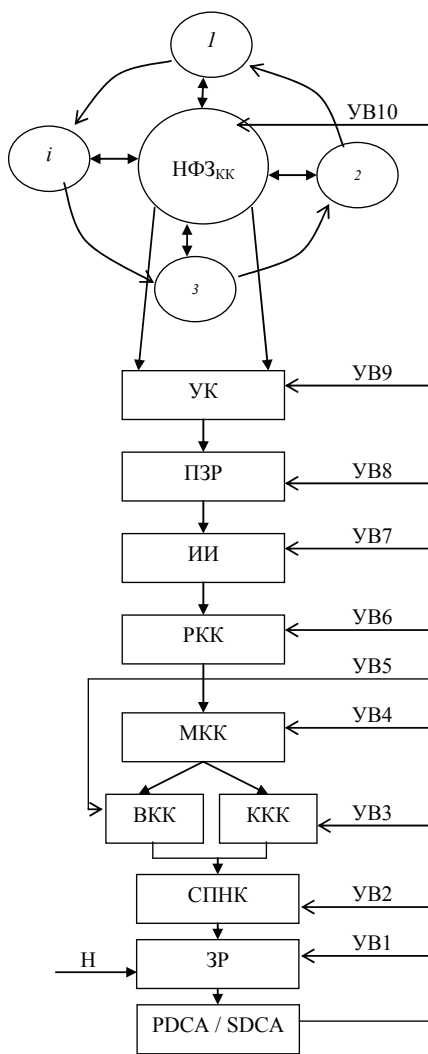 1
УВ10
i
НФЗКК
2
3
УВ9
УК
УВ8
ПЗР
УВ7
ИИ
УВ6
РКК
УВ5
УВ4
МКК
ВКК
ККК
УВ3
СПНК
УВ2
УВ1
Н
ЗР
PDCA / SDCA